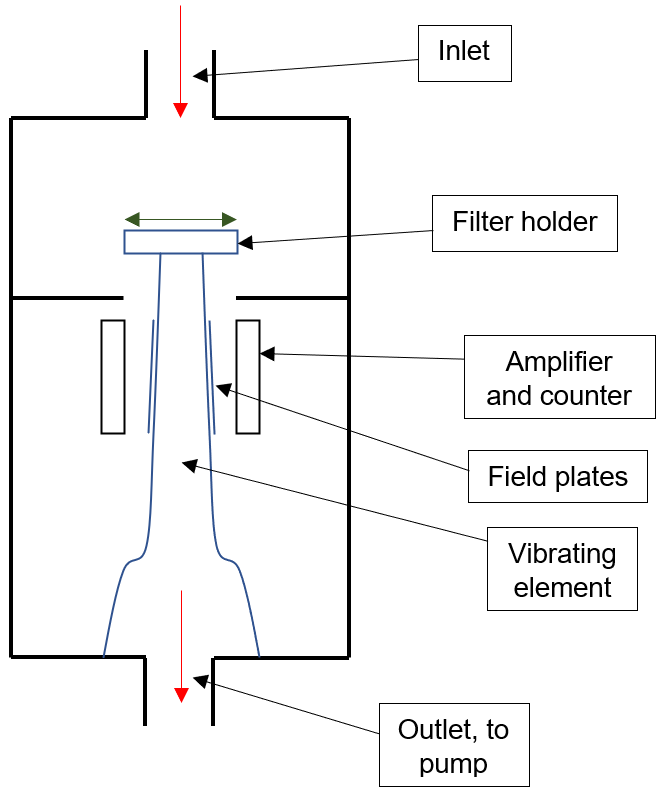 Inlet
Filter holder
Amplifier
and counter
Field plates
Vibrating
element
Outlet, to
pump